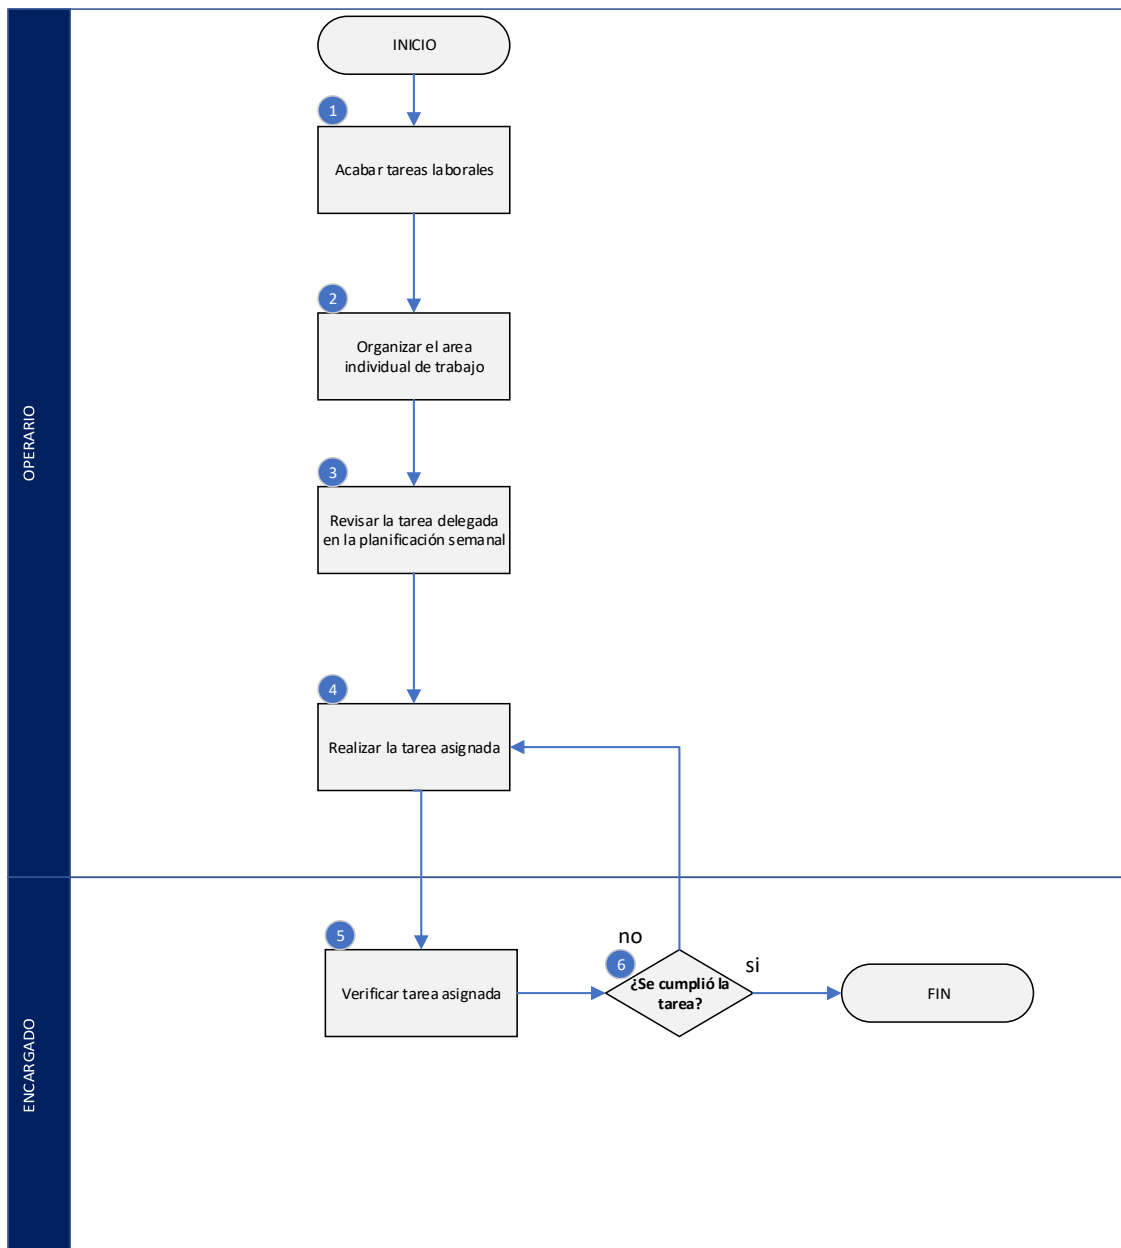 OPERARIO
INICIO
1
Acabar tareas laborales
2
Organizar el area
individual de trabajo
3
Revisar la tarea delegada
en la planificación semanal
4
Realizar la tarea asignada
ENCARGADO
5
Verificar tarea asignada
no
6
¿Se cumplió la
tarea?
si
FIN